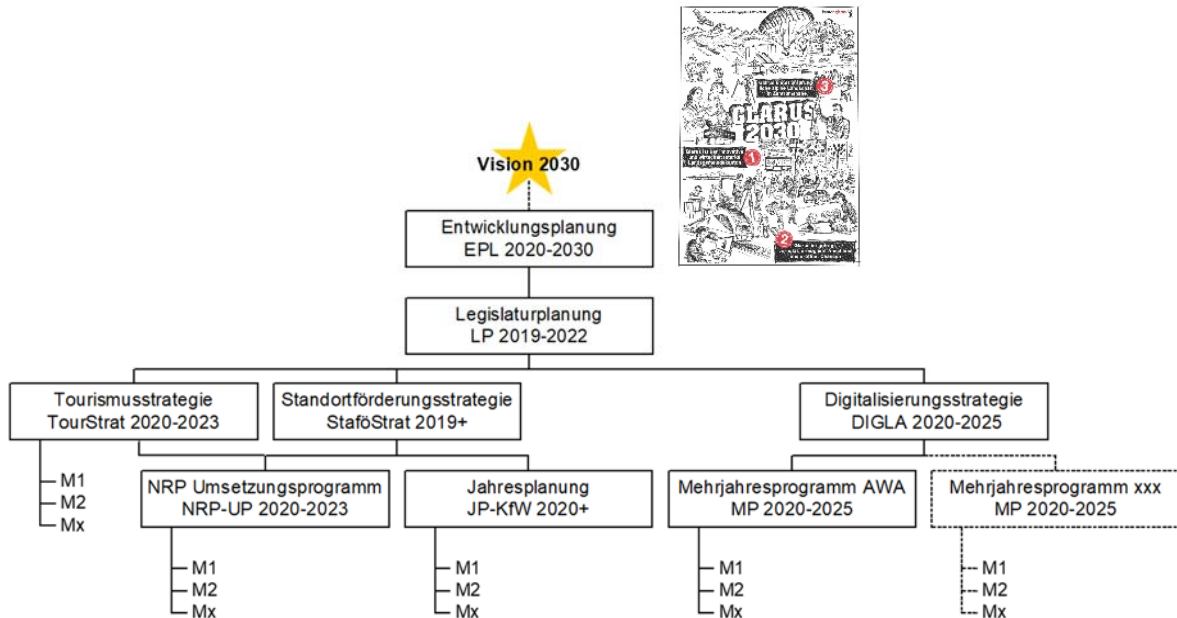 GLARUS
2030
3
1
2
Vision 2030
Entwicklungsplanung
EPL 2020-2030
Legislaturplanung
LP 2019-2022
Tourismusstrategie
TourStrat 2020-2023
Standortförderungsstrategie
StaföStrat 2019+
Digitalisierungsstrategie
DIGLA 2020-2025
M1
M2
Mx
NRP Umsetzungsprogramm
NRP-UP 2020-2023
Jahresplanung
JP-KfW 2020+
Mehrjahresprogramm AWA
MP 2020-2025
Mehrjahresprogramm xxx
MP 2020-2025
M1
M2
Mx
M1
M2
Mx
M1
M2
Mx
M1
M2
Mx